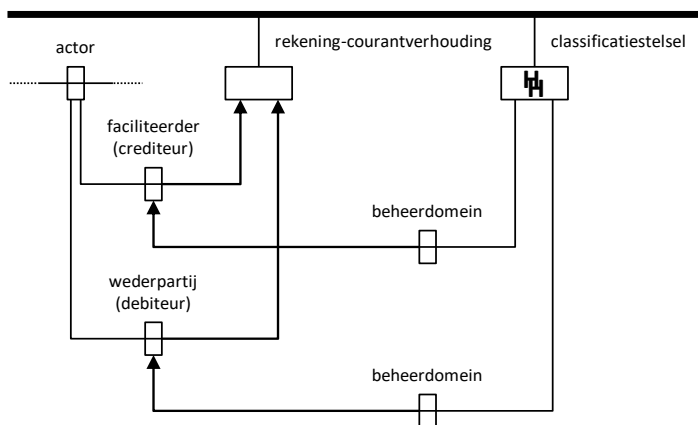 rekening-courantverhouding
classificatiestelsel
actor
faciliteerder
(crediteur)
beheerdomein
wederpartij
(debiteur)
beheerdomein